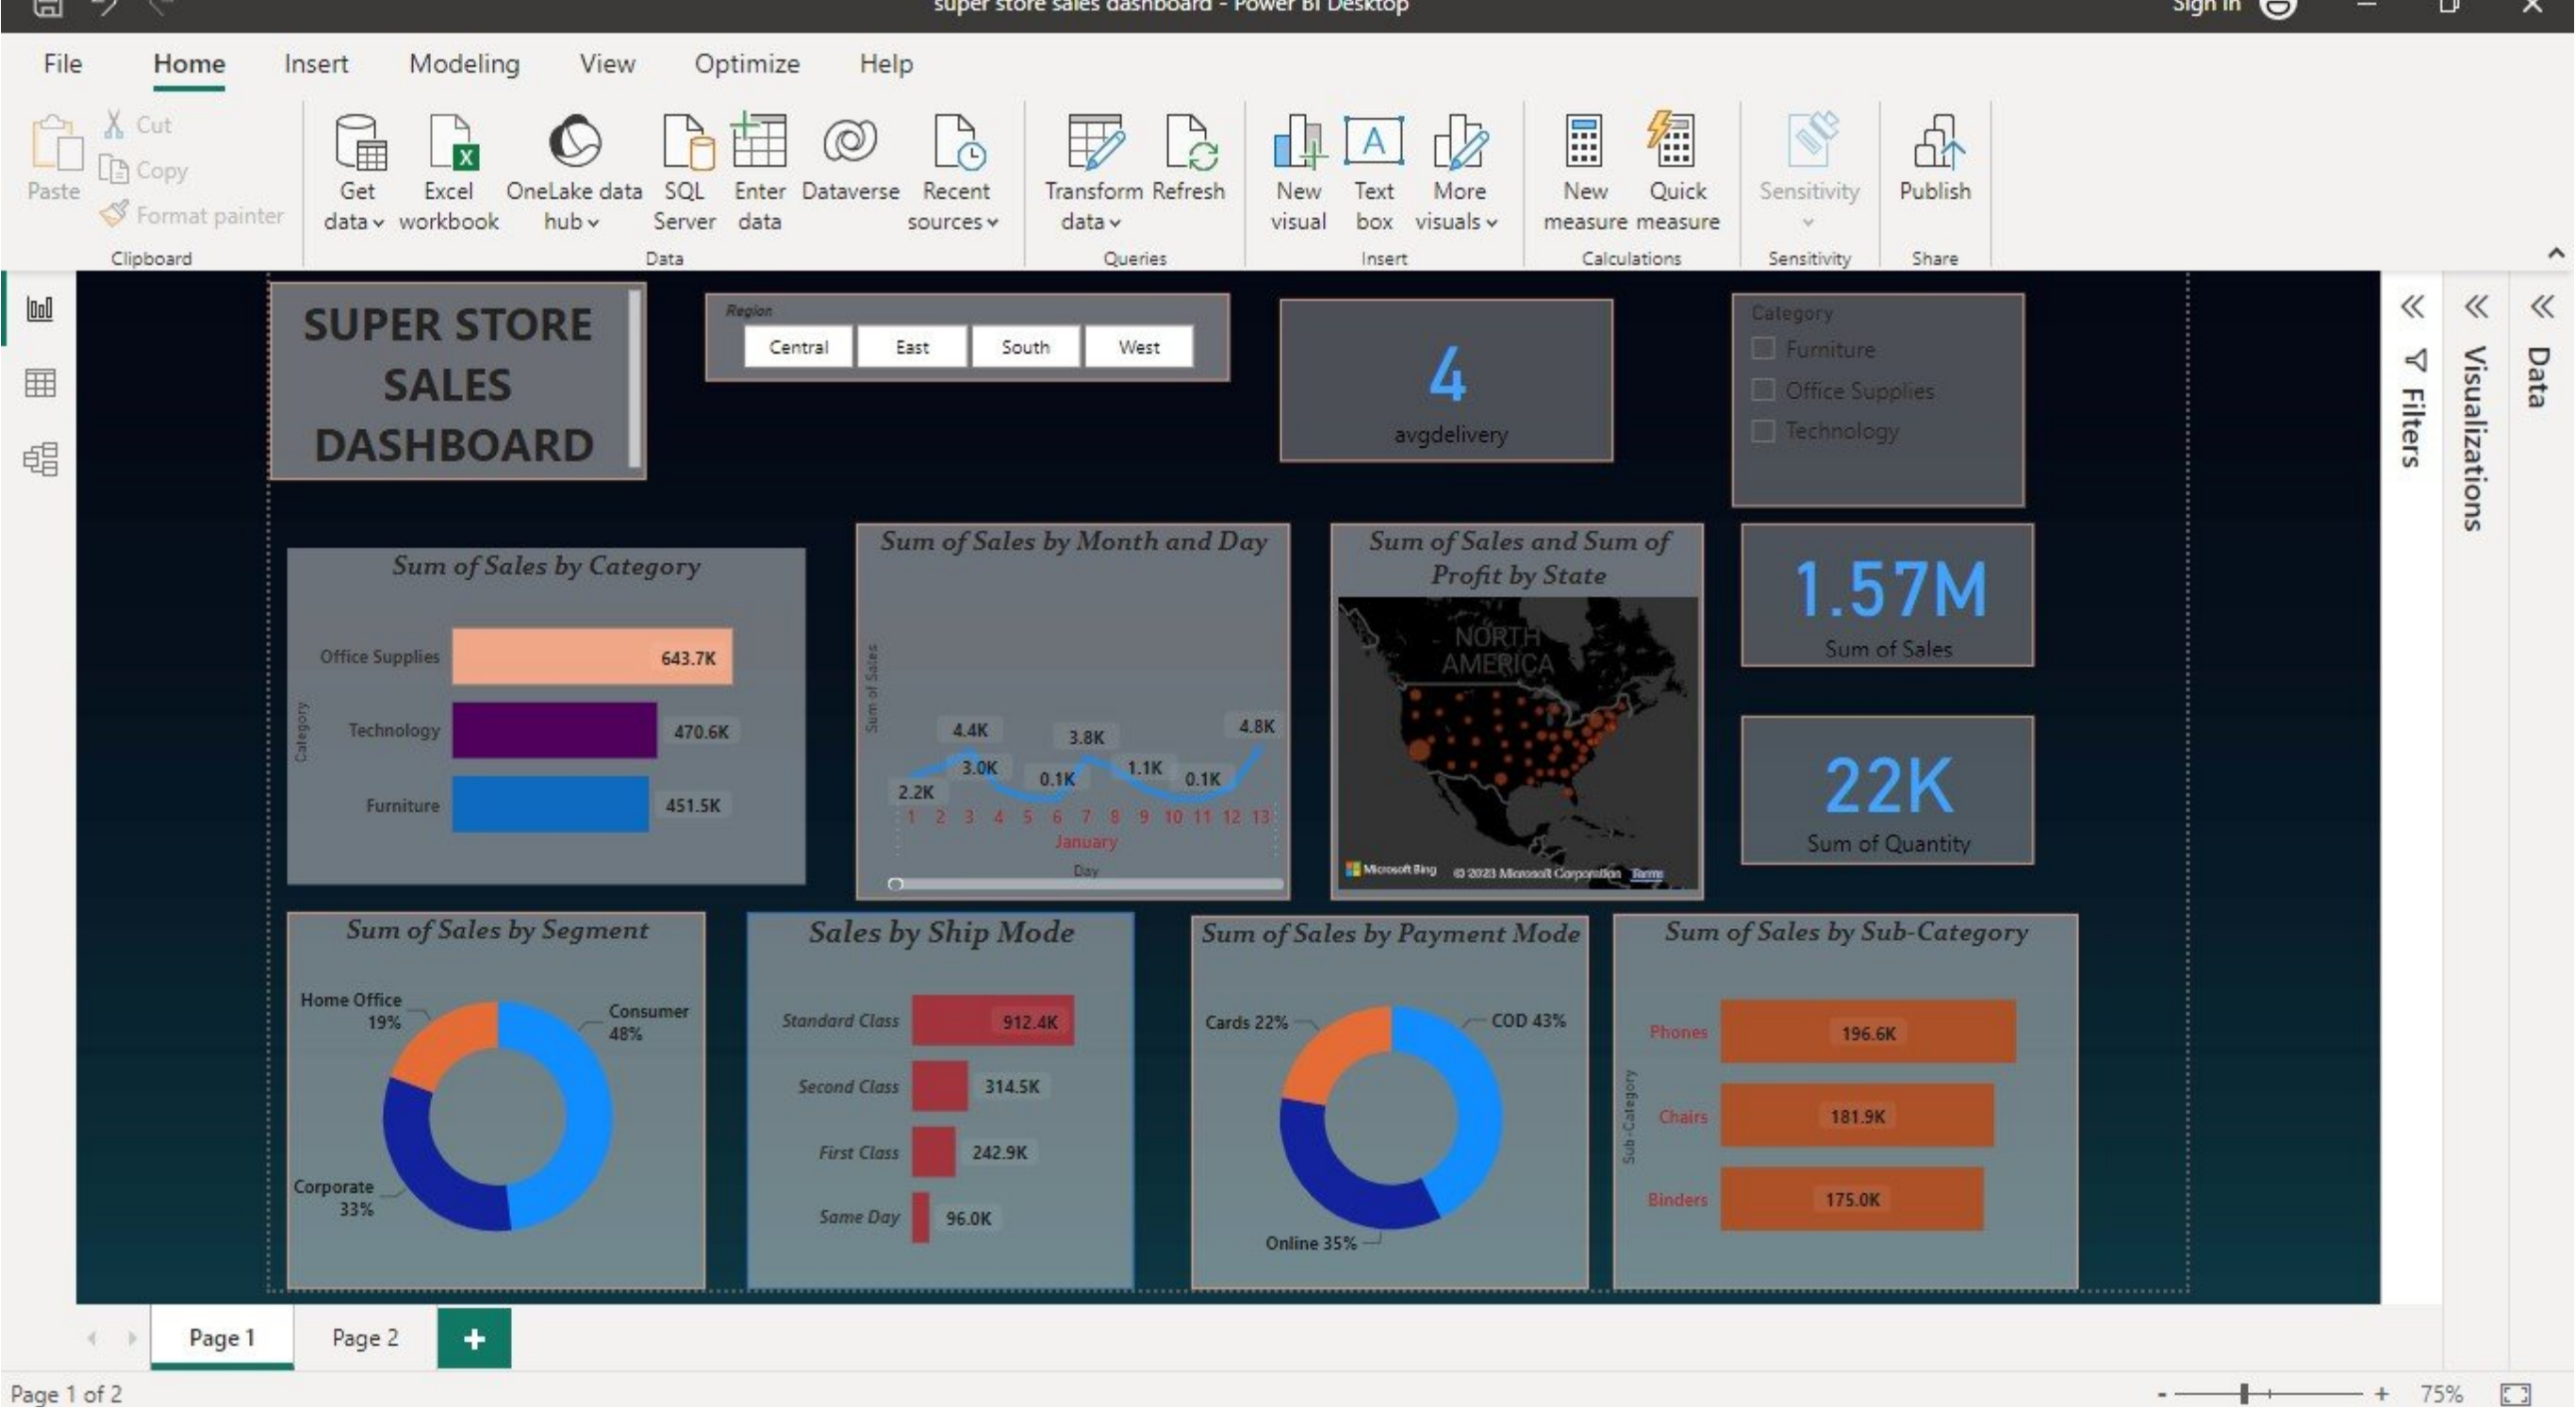 super store sales dashboard - Power BI Desktop
Sign in
File
Home
Insert
Modeling
View
Optimize
Help
Paste
Cut
Copy
Format painter
Clipboard
Get data
Excel workbook
OneLake data hub
SQL Server
Enter data
Dataverse
Recent sources
Data
Transform data
Refresh
Queries
New visual
Text box
More visuals
Insert
New measure
Quick measure
Calculations
Sensitivity
Sensitivity
Publish
Share
SUPER STORE
SALES
DASHBOARD
Region
Central
East
South
West
4
avgdelivery
Category
Furniture
Office Supplies
Technology
Filters
Visualizations
Data
Sum of Sales by Category
Category
Office Supplies
643.7K
Technology
470.6K
Furniture
451.5K
Sum of Sales by Month and Day
Sum of Sales
2.2K
4.4K
3.0K
0.1K
3.8K
1.1K
0.1K
4.8K
1 2 3 4 5 6 7 8 9 10 11 12 13
January
Day
Sum of Sales and Sum of
Profit by State
NORTH
AMERICA
Microsoft Bing
© 2023 Microsoft Corporation Terms
1.57M
Sum of Sales
22K
Sum of Quantity
Sum of Sales by Segment
Home Office
19%
Consumer
48%
Corporate
33%
Sales by Ship Mode
Standard Class
912.4K
Second Class
314.5K
First Class
242.9K
Same Day
96.0K
Sum of Sales by Payment Mode
Cards 22%
COD 43%
Online 35%
Sum of Sales by Sub-Category
Sub-Category
Phones
196.6K
Chairs
181.9K
Binders
175.0K
Page 1
Page 2
+
Page 1 of 2
- + 75%